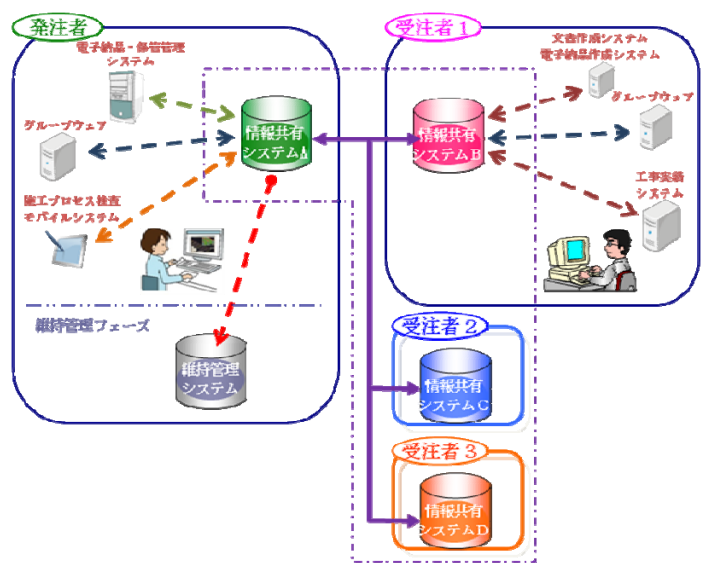 発注者
電子納品・保管管理
システム
グループウェア
情報共有
システムA
施工プロセス検査
モバイルシステム
維持管理フェーズ
維持管理
システム
受注者1
文書作成システム
電子納品作成システム
グループウェア
情報共有
システムB
工事実績
システム
受注者2
情報共有
システムC
受注者3
情報共有
システムD